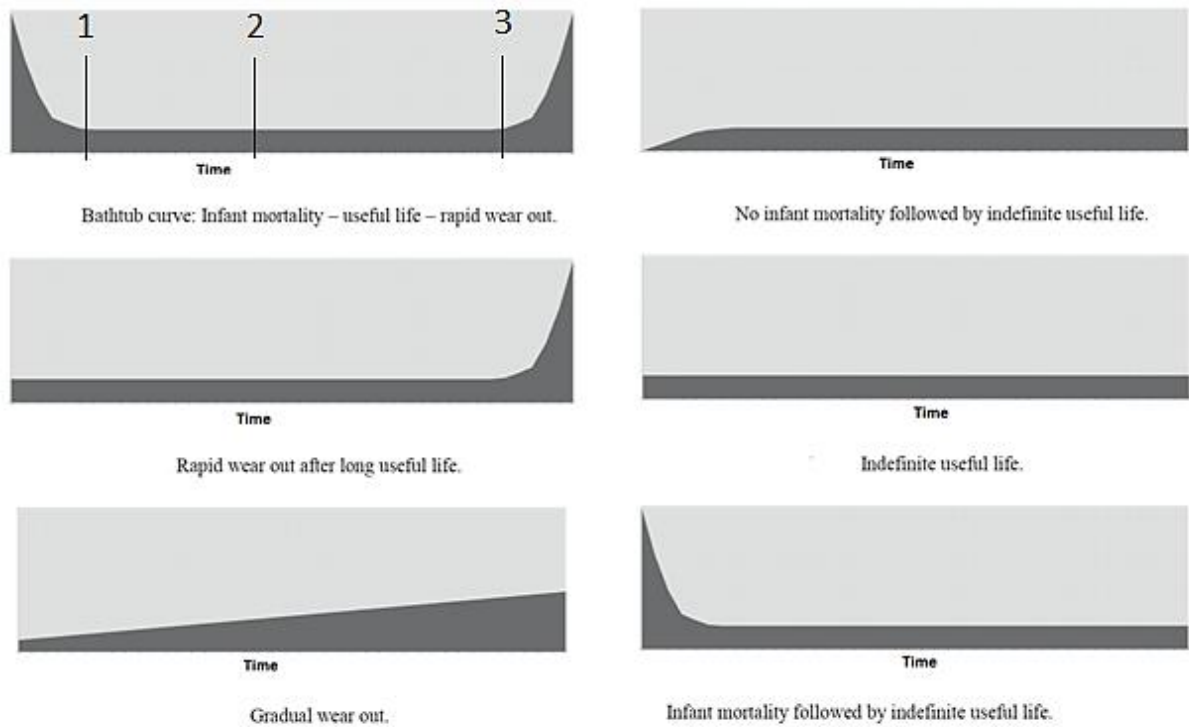 1
2
3
Time
Bathtub curve: Infant mortality – useful life – rapid wear out.
Time
No infant mortality followed by indefinite useful life.
Time
Rapid wear out after long useful life.
Time
Indefinite useful life.
Time
Gradual wear out.
Time
Infant mortality followed by indefinite useful life.